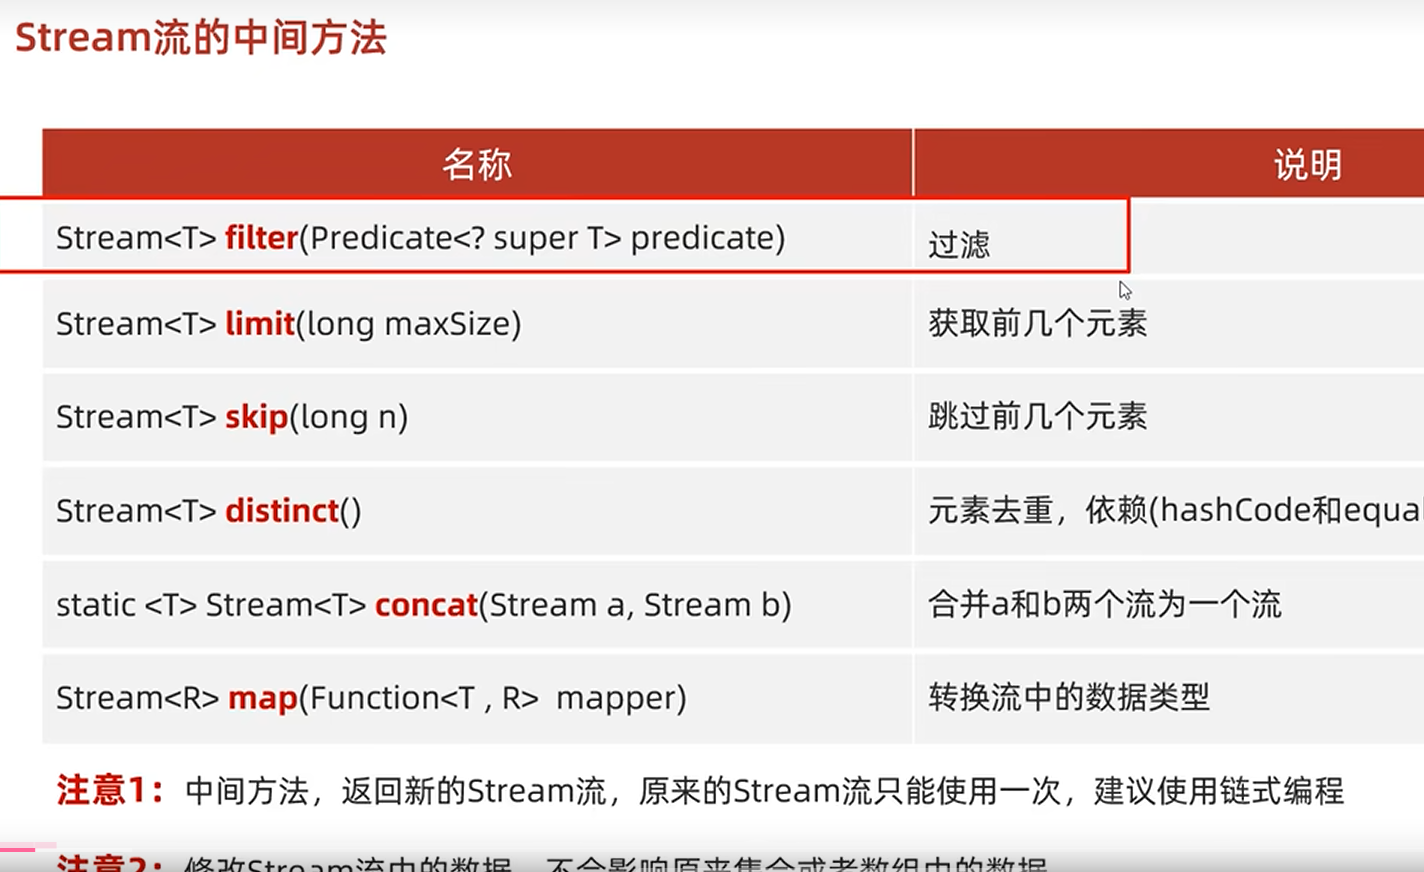 Stream流的中间方法
名称
说明
Stream<T> filter(Predicate<? super T> predicate)
过滤
Stream<T> limit(long maxSize)
获取前几个元素
Stream<T> skip(long n)
跳过前几个元素
Stream<T> distinct()
元素去重，依赖(hashCode和equal
static <T> Stream<T> concat(Stream a, Stream b)
合并a和b两个流为一个流
Stream<R> map(Function<T , R>  mapper)
转换流中的数据类型
注意1：中间方法，返回新的Stream流，原来的Stream流只能使用一次，建议使用链式编程
注意2：修改Stream流中的数据，不会影响原来集合或者数组中的数据